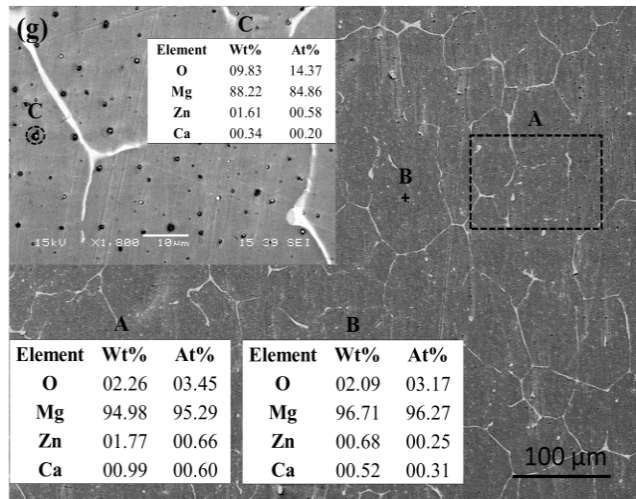 (g)
C
Element Wt% At%
O 09.83 14.37
Mg 88.22 84.86
Zn 01.61 00.58
Ca 00.34 00.20
C
A
B
+
15kV X1,800 10µm 15 39 SEI
A
Element Wt% At%
O 02.26 03.45
Mg 94.98 95.29
Zn 01.77 00.66
Ca 00.99 00.60
B
Element Wt% At%
O 02.09 03.17
Mg 96.71 96.27
Zn 00.68 00.25
Ca 00.52 00.31
100 µm